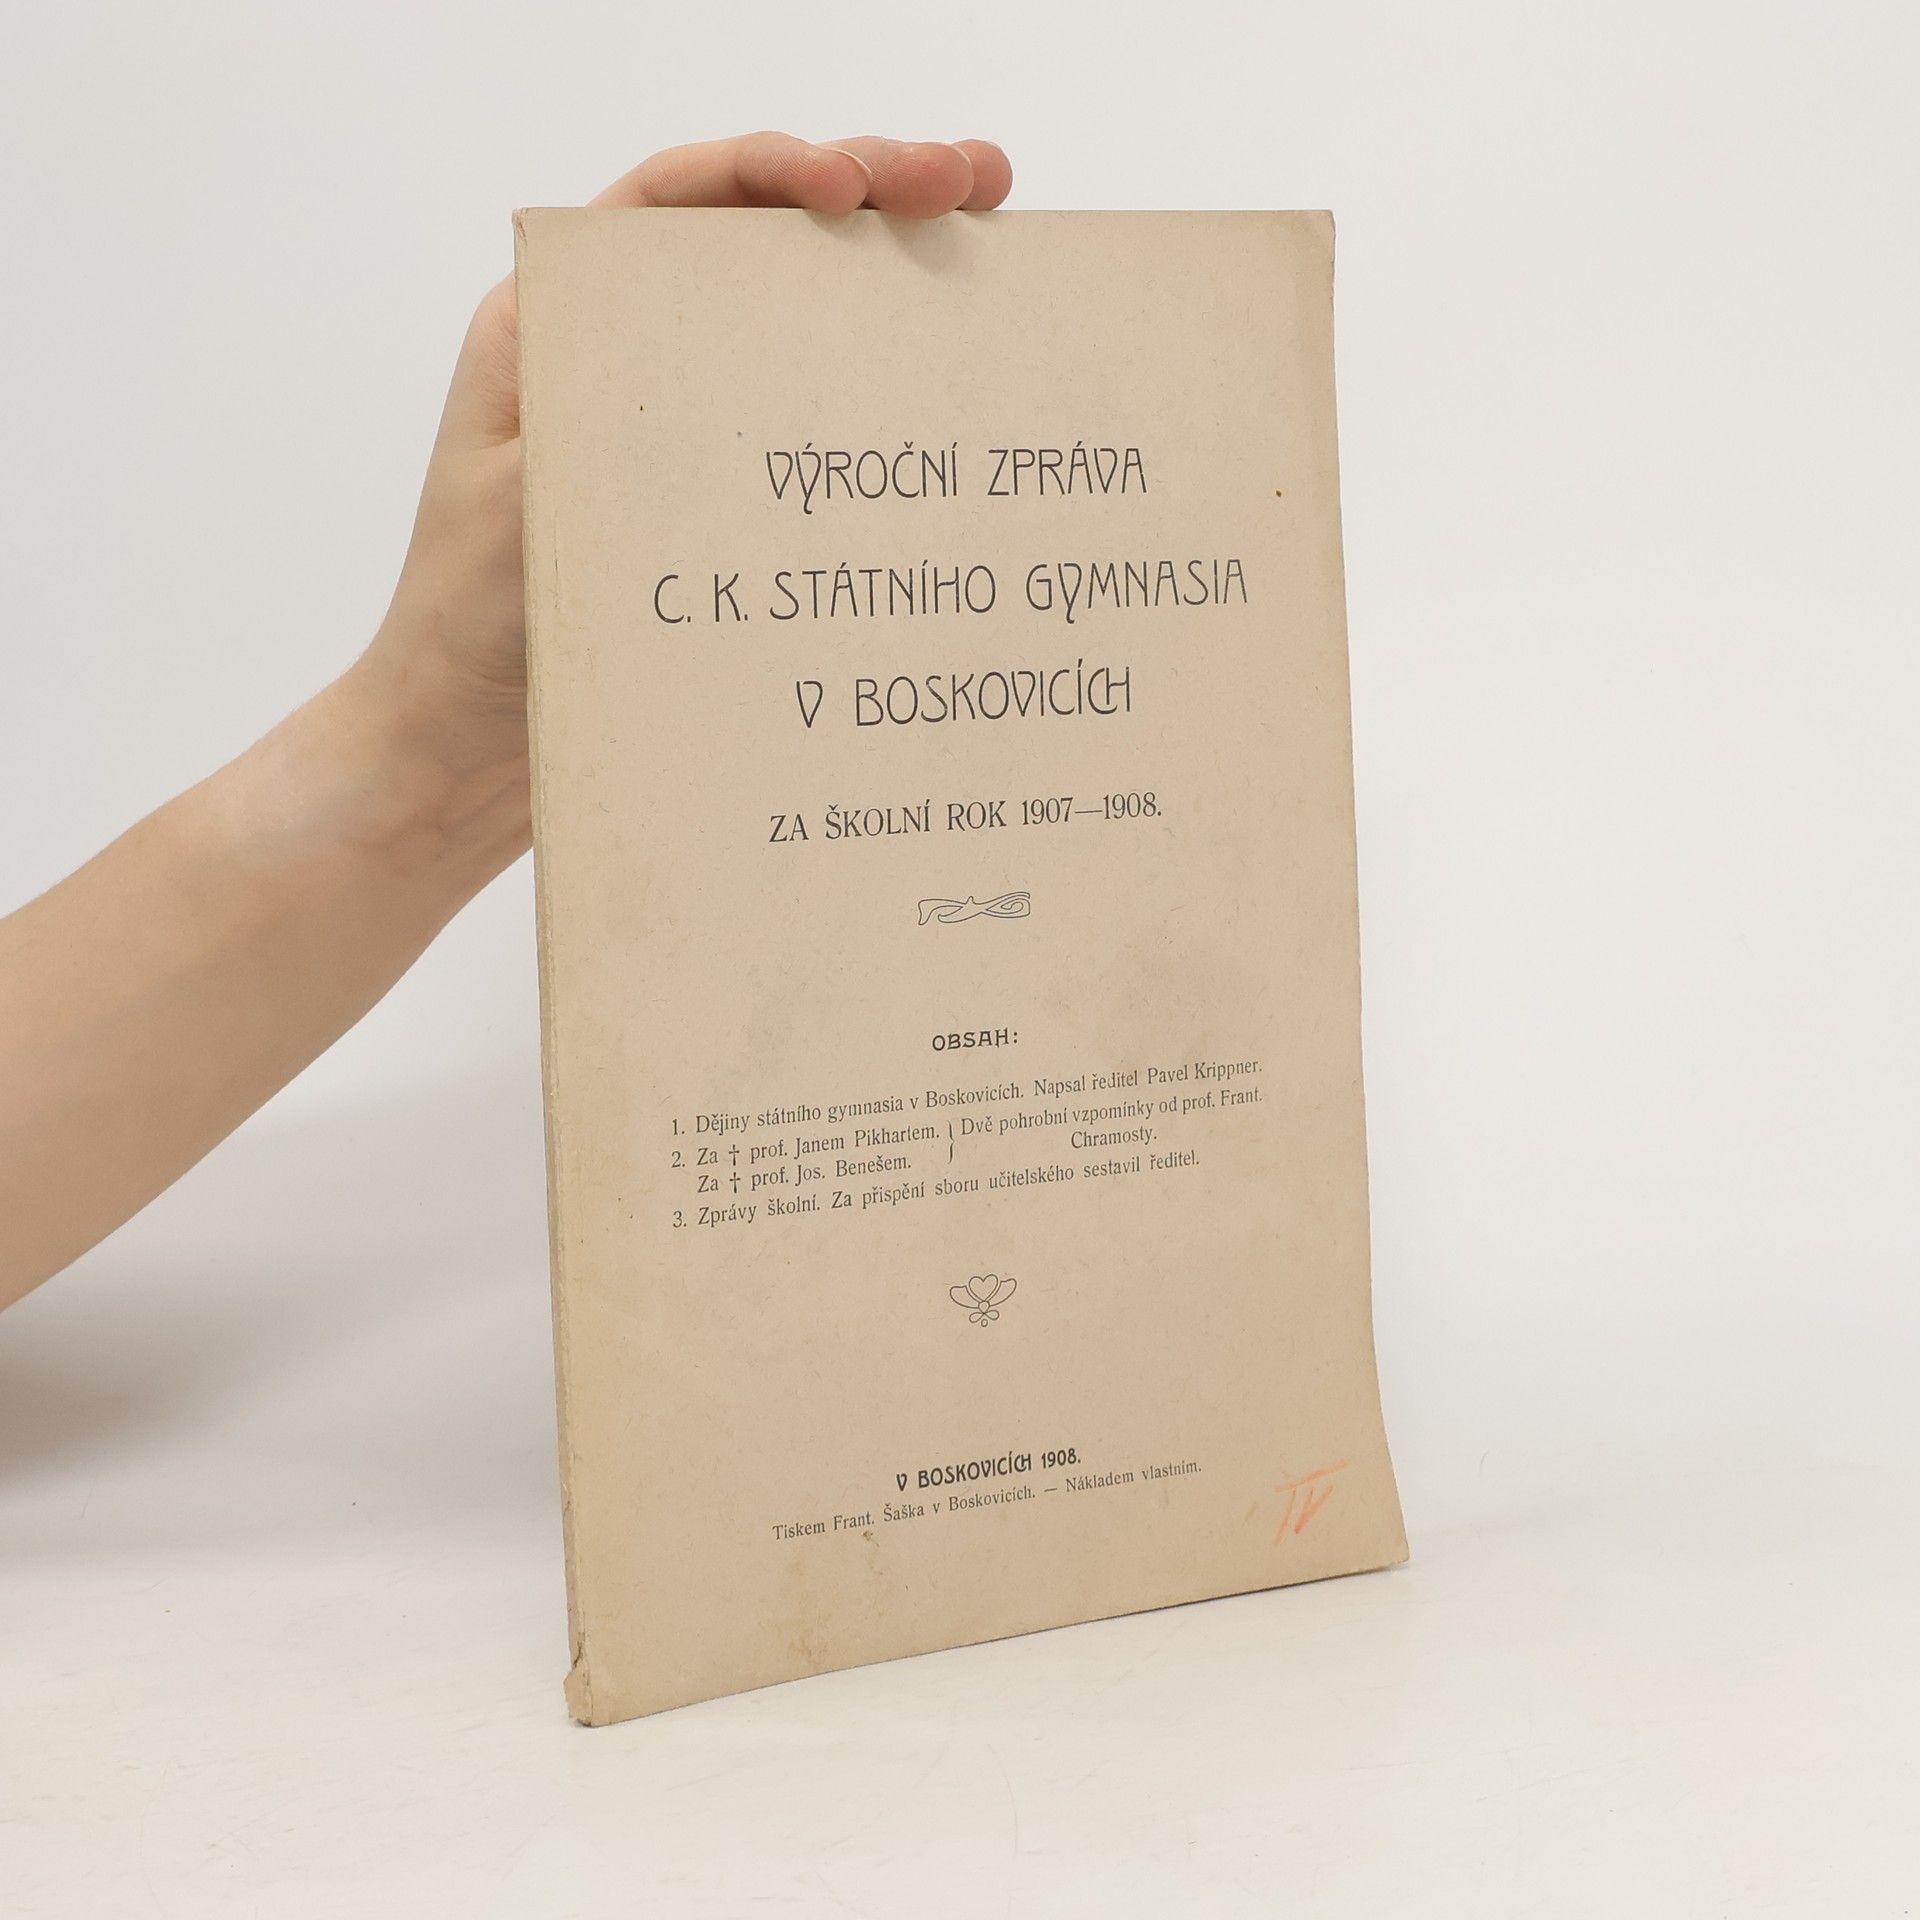 VÝROČNÍ ZPRÁVA
C. K. STÁTNÍHO GYMNASIA
V BOSKOVICÍCH
ZA ŠKOLNÍ ROK 1907—1908.
OBSAH:
1. Dějiny státního gymnasia v Boskovicích. Napsal ředitel Pavel Krippner.
2. Za † prof. Janem Pikhartem. } Dvě pohrobní vzpomínky od prof. Frant.
Za † prof. Jos. Benešem. Chramosty.
3. Zprávy školní. Za přispění sboru učitelského sestavil ředitel.
V BOSKOVICÍCH 1908.
Tiskem Frant. Šaška v Boskovicích. — Nákladem vlastním.
IV